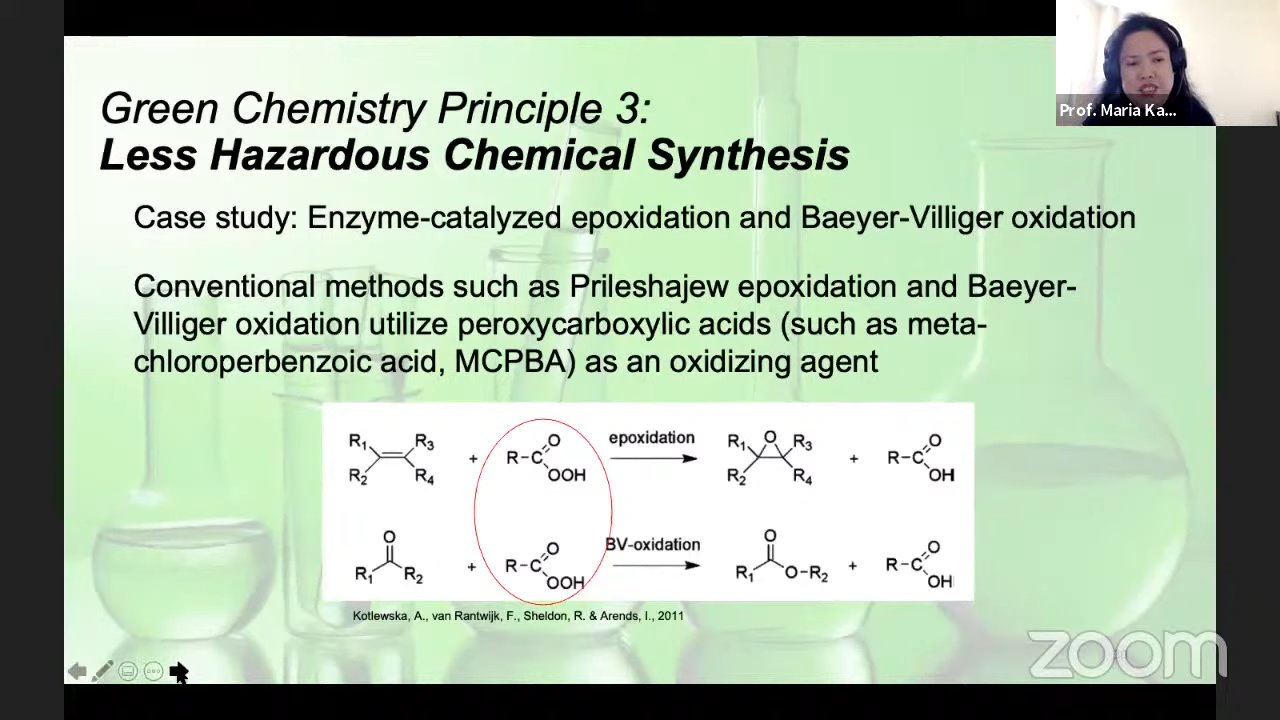 Prof. Maria Ka...
Green Chemistry Principle 3:
Less Hazardous Chemical Synthesis
Case study: Enzyme-catalyzed epoxidation and Baeyer-Villiger oxidation
Conventional methods such as Prileshajew epoxidation and Baeyer-
Villiger oxidation utilize peroxycarboxylic acids (such as meta-
chloroperbenzoic acid, MCPBA) as an oxidizing agent
R₁ R₃ R₂ R₄ + R-C O OOH epoxidation R₁ O R₃ R₂ R₄ + R-C O OH
O R₁ R₂ + R-C O OOH BV-oxidation O R₁ O-R₂ + R-C O OH
Kotlewska, A., van Rantwijk, F., Sheldon, R. & Arends, I., 2011
zoom